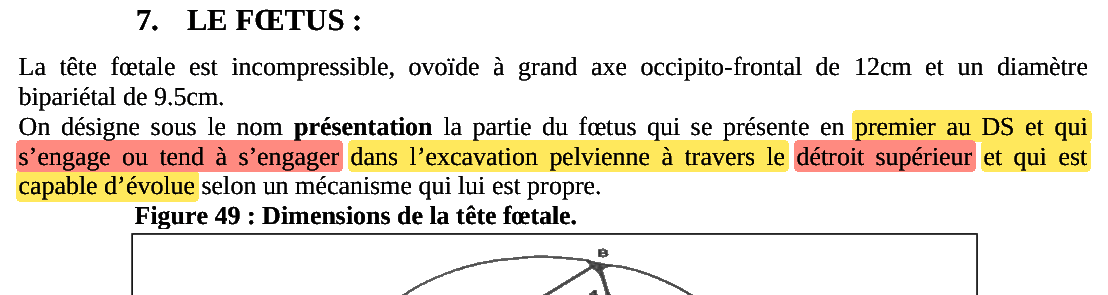 7. LE FŒTUS :
La tête fœtale est incompressible, ovoïde à grand axe occipito-frontal de 12cm et un diamètre
bipariétal de 9.5cm.
On désigne sous le nom présentation la partie du fœtus qui se présente en premier au DS et qui
s’engage ou tend à s’engager dans l’excavation pelvienne à travers le détroit supérieur et qui est
capable d’évolue selon un mécanisme qui lui est propre.
Figure 49 : Dimensions de la tête fœtale.
B